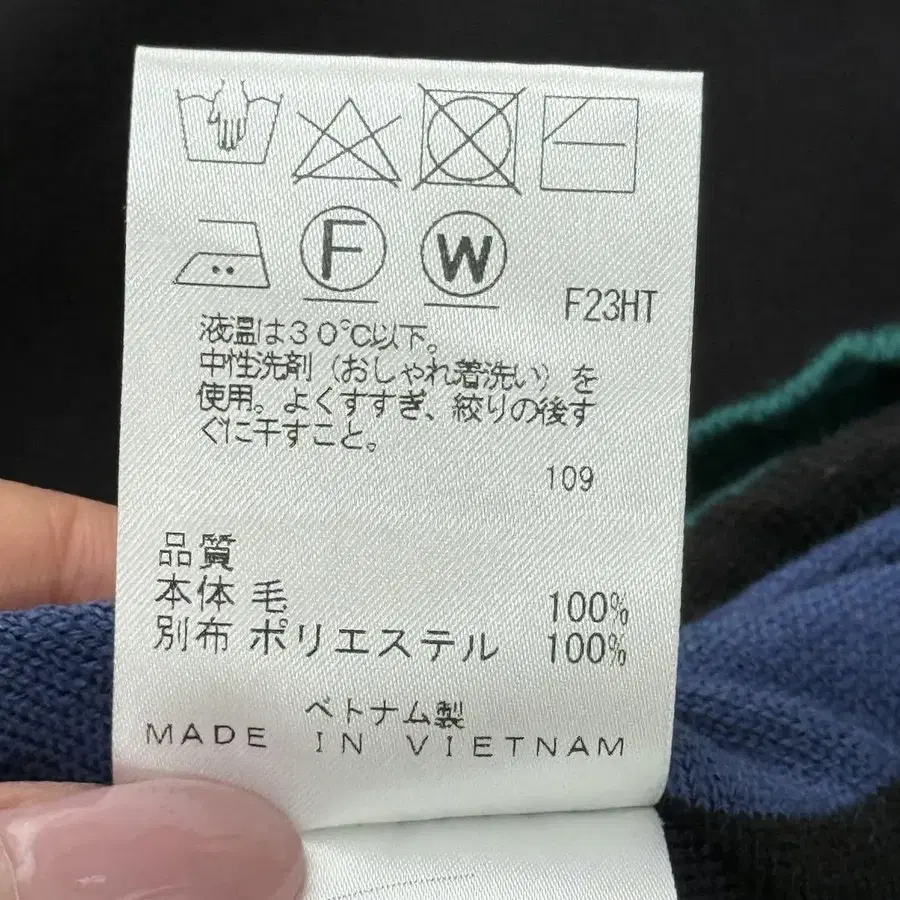 F
W
F23HT
液温は30℃以下。
中性洗剤（おしゃれ着洗い）を
使用。よくすすぎ、絞りの後す
ぐに干すこと。
109
品質
本体 毛 100%
別布 ポリエステル 100%
ベトナム製
MADE IN VIETNAM